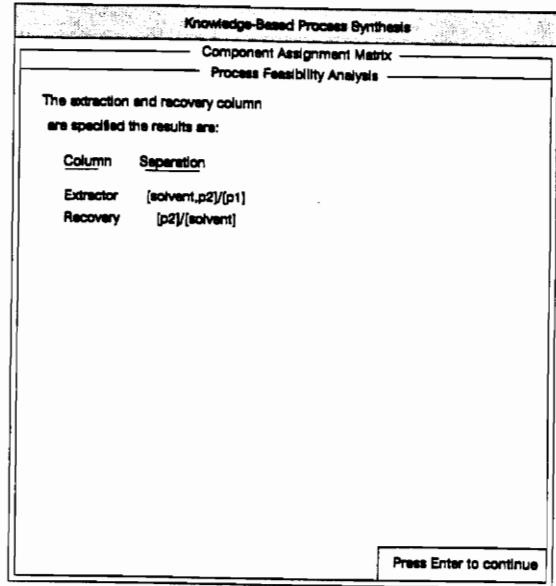 Knowledge-Based Process Synthesis
Component Assignment Matrix
Process Feasibility Analysis
The extraction and recovery column
are specified the results are:
Column Separation
Extractor [solvent,p2]/[p1]
Recovery [p2]/[solvent]
Press Enter to continue